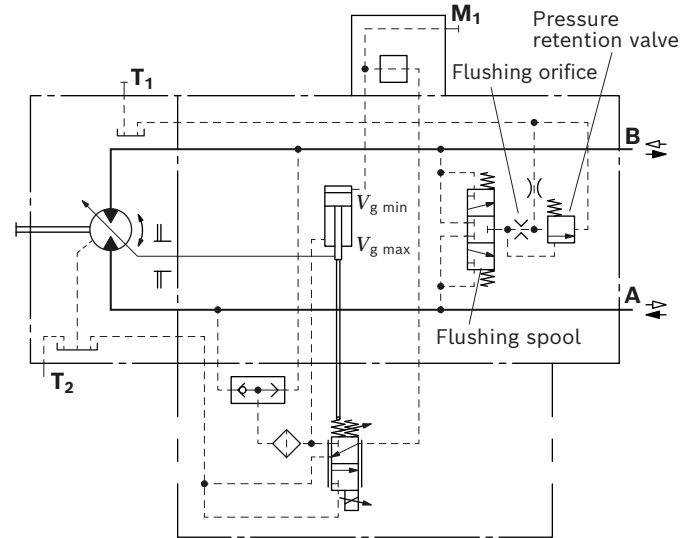 M1
Pressure
retention valve
Flushing orifice
T1
B
Vg min
Vg max
A
Flushing spool
T2